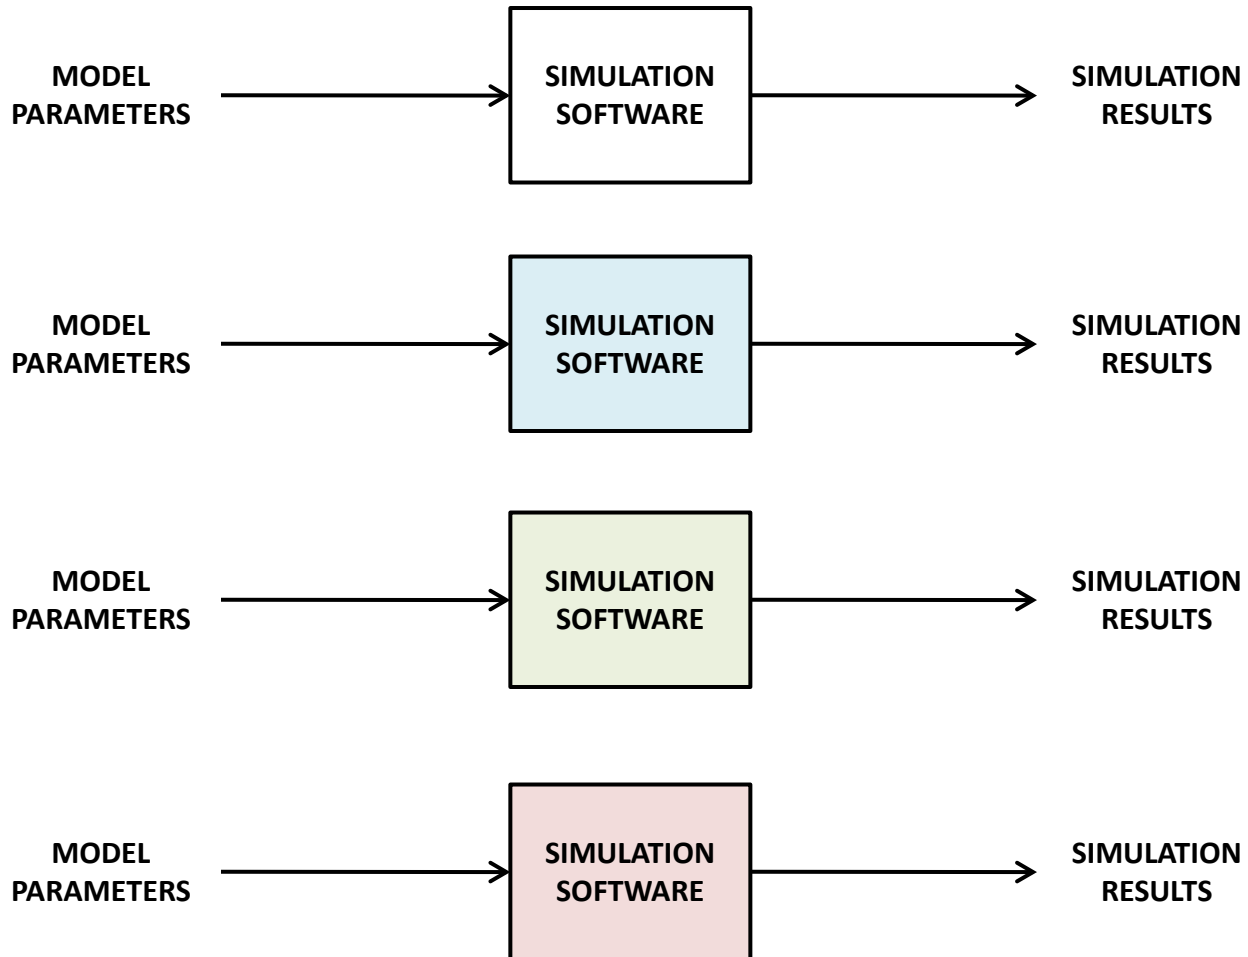 MODEL
PARAMETERS
SIMULATION
SOFTWARE
SIMULATION
RESULTS
MODEL
PARAMETERS
SIMULATION
SOFTWARE
SIMULATION
RESULTS
MODEL
PARAMETERS
SIMULATION
SOFTWARE
SIMULATION
RESULTS
MODEL
PARAMETERS
SIMULATION
SOFTWARE
SIMULATION
RESULTS